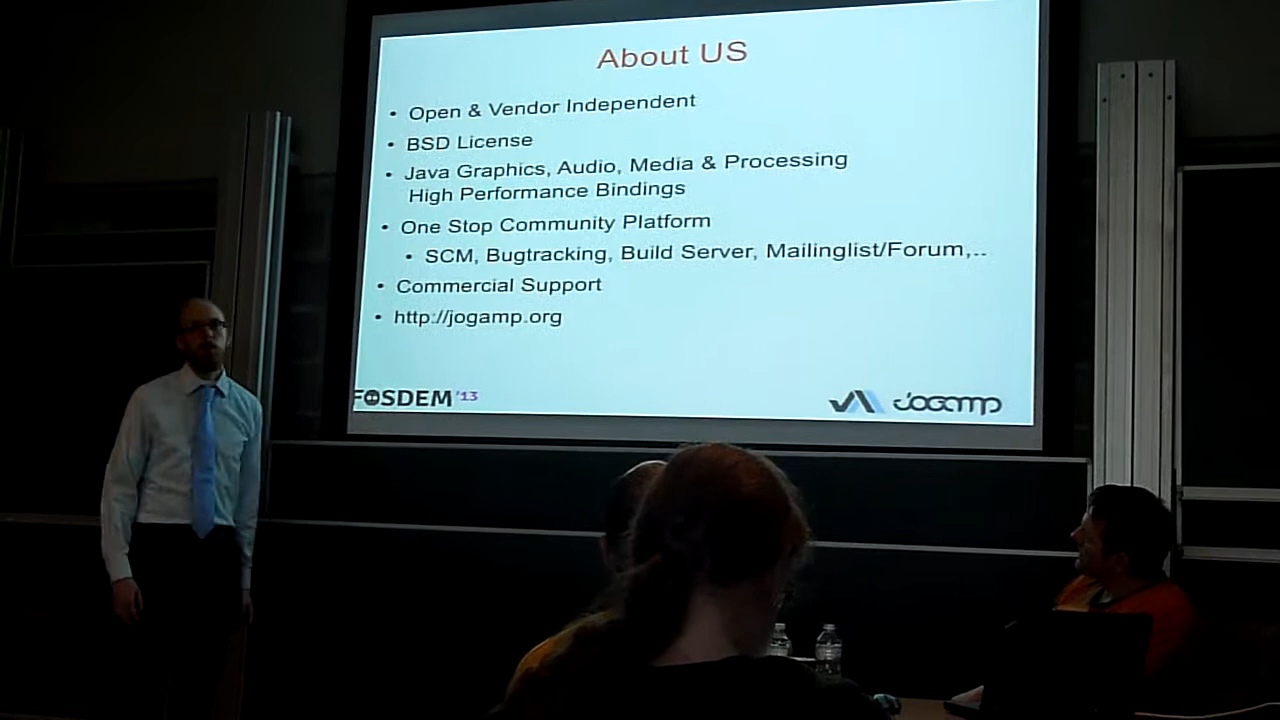 About US
• Open & Vendor Independent
• BSD License
• Java Graphics, Audio, Media & Processing
High Performance Bindings
• One Stop Community Platform
• SCM, Bugtracking, Build Server, Mailinglist/Forum,..
• Commercial Support
• http://jogamp.org
FOSDEM '13
JOGAMP